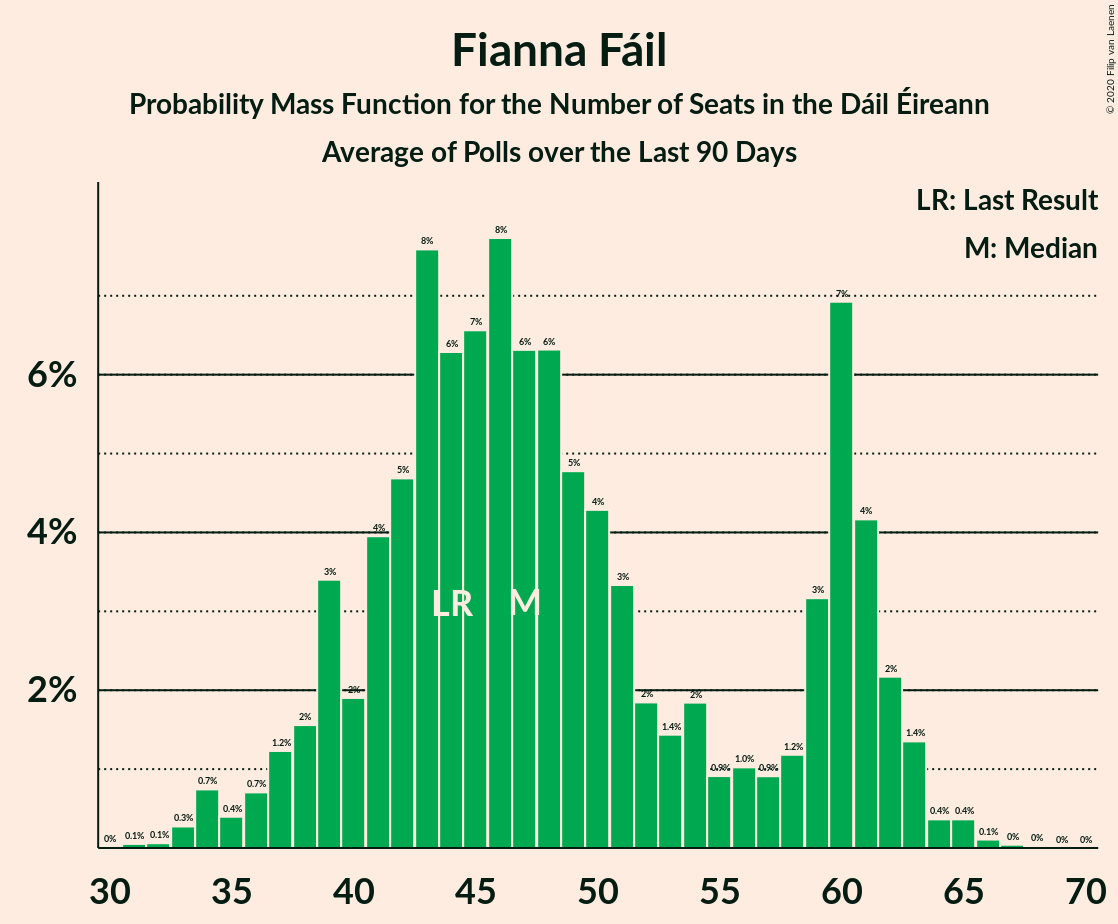 Fianna Fáil
Probability Mass Function for the Number of Seats in the Dáil Éireann
Average of Polls over the Last 90 Days
© 2020 Filip van Laenen
LR: Last Result
M: Median
6%
4%
2%
0% 0.1% 0.1% 0.3% 0.7% 0.4% 0.7% 1.2% 2% 3% 2% 4% 5% 8% 6% 7% 8% 6% 6% 5% 4% 3% 2% 1.4% 2% 0.9% 1.0% 0.9% 1.2% 3% 7% 4% 2% 1.4% 0.4% 0.4% 0.1% 0% 0% 0% 0%
LR M
30 35 40 45 50 55 60 65 70